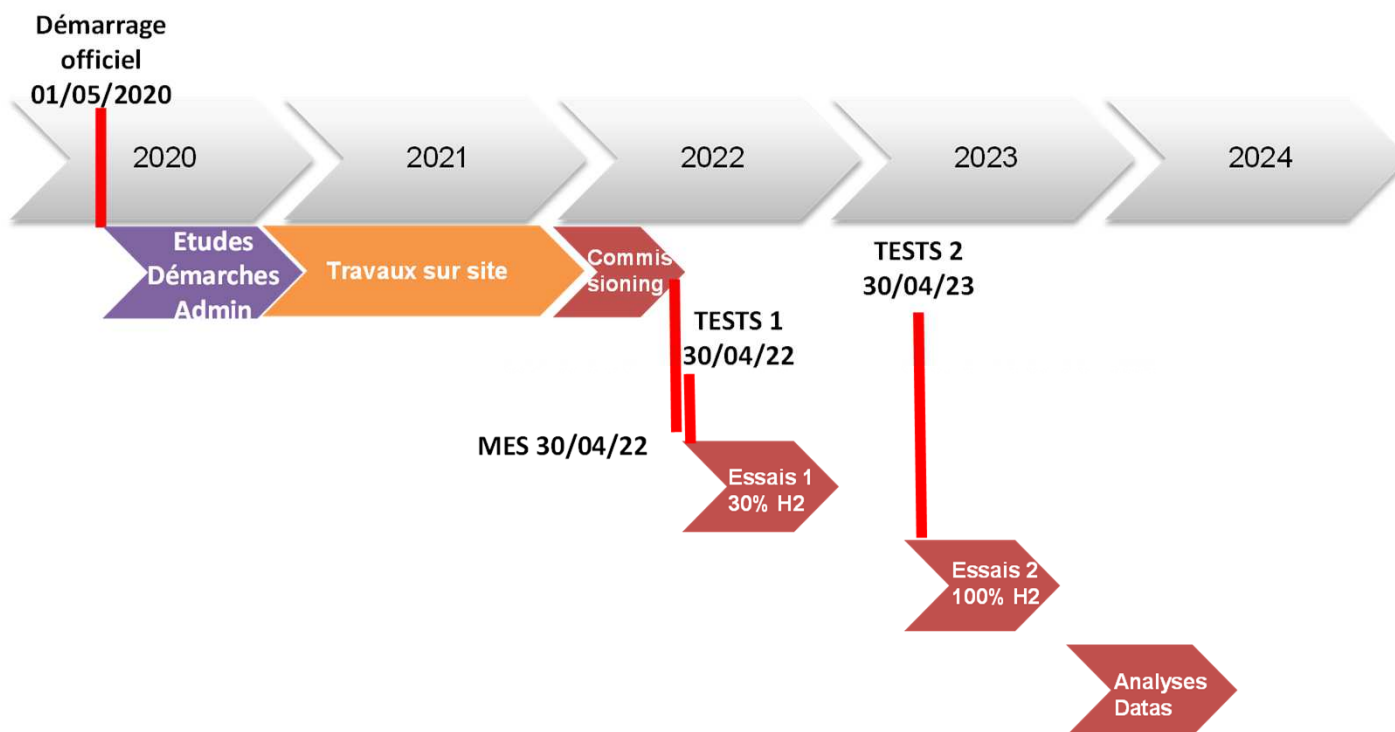 Démarrage
officiel
01/05/2020
2020
2021
2022
2023
2024
Etudes
Démarches
Admin
Travaux sur site
Commis
sioning
TESTS 2
30/04/23
TESTS 1
30/04/22
MES 30/04/22
Essais 1
30% H2
Essais 2
100% H2
Analyses
Datas